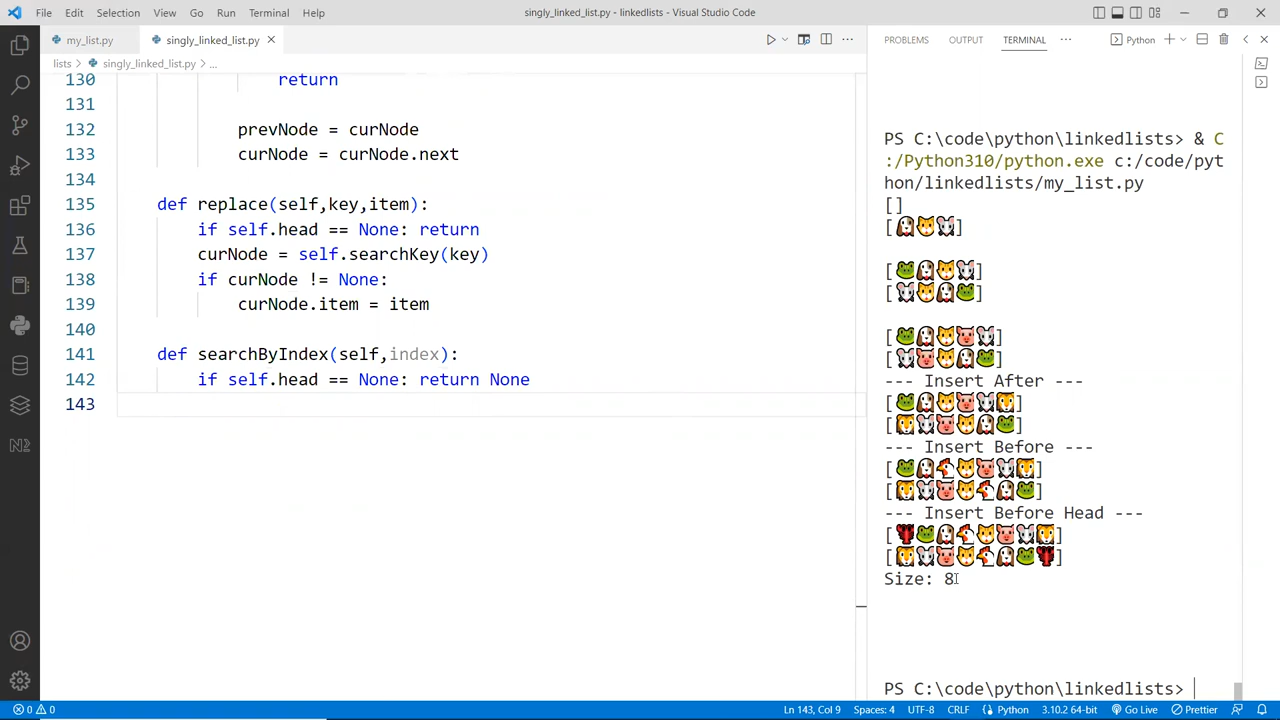 File Edit Selection View Go Run Terminal Help singly_linked_list.py - linkedlists - Visual Studio Code
my_list.py singly_linked_list.py
lists > singly_linked_list.py > ...
130 return
131
132 prevNode = curNode
133 curNode = curNode.next
134
135 def replace(self,key,item):
136 if self.head == None: return
137 curNode = self.searchKey(key)
138 if curNode != None:
139 curNode.item = item
140
141 def searchByIndex(self,index):
142 if self.head == None: return None
143
PROBLEMS OUTPUT TERMINAL ... Python
PS C:\code\python\linkedlists> & C
:/Python310/python.exe c:/code/pyt
hon/linkedlists/my_list.py
[]
[🐶🐱🐭]
[🐸🐶🐱🐭]
[🐭🐱🐶🐸]
[🐸🐶🐱🐷🐭]
[🐭🐷🐱🐶🐸]
--- Insert After ---
[🐸🐶🐱🐷🐭🐯]
[🐯🐭🐷🐱🐶🐸]
--- Insert Before ---
[🐸🐶🐔🐱🐷🐭🐯]
[🐯🐭🐷🐱🐔🐶🐸]
--- Insert Before Head ---
[🦞🐸🐶🐔🐱🐷🐭🐯]
[🐯🐭🐷🐱🐔🐶🐸🦞]
Size: 8
PS C:\code\python\linkedlists>
0 0 Ln 143, Col 9 Spaces: 4 UTF-8 CRLF Python 3.10.2 64-bit Go Live Prettier